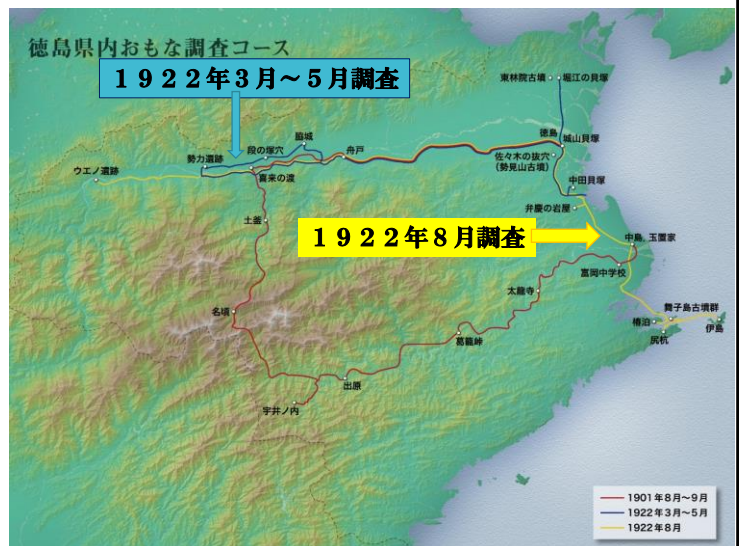 徳島県内おもな調査コース
１９２２年３月～５月調査
東林院古墳
堀江の貝塚
脇城
段の塚穴
舟戸
徳島
城山貝塚
勢力遺跡
佐々木の抜穴
(勢見山古墳)
ウエノ遺跡
喜来の渡
中田貝塚
弁慶の岩屋
土釜
１９２２年８月調査
中島、玉置家
富岡中学校
太龍寺
名頃
舞子島古墳群
椿泊
伊島
葛籠峠
尻杭
出原
宇井ノ内
1901年8月～9月
1922年3月～5月
1922年8月